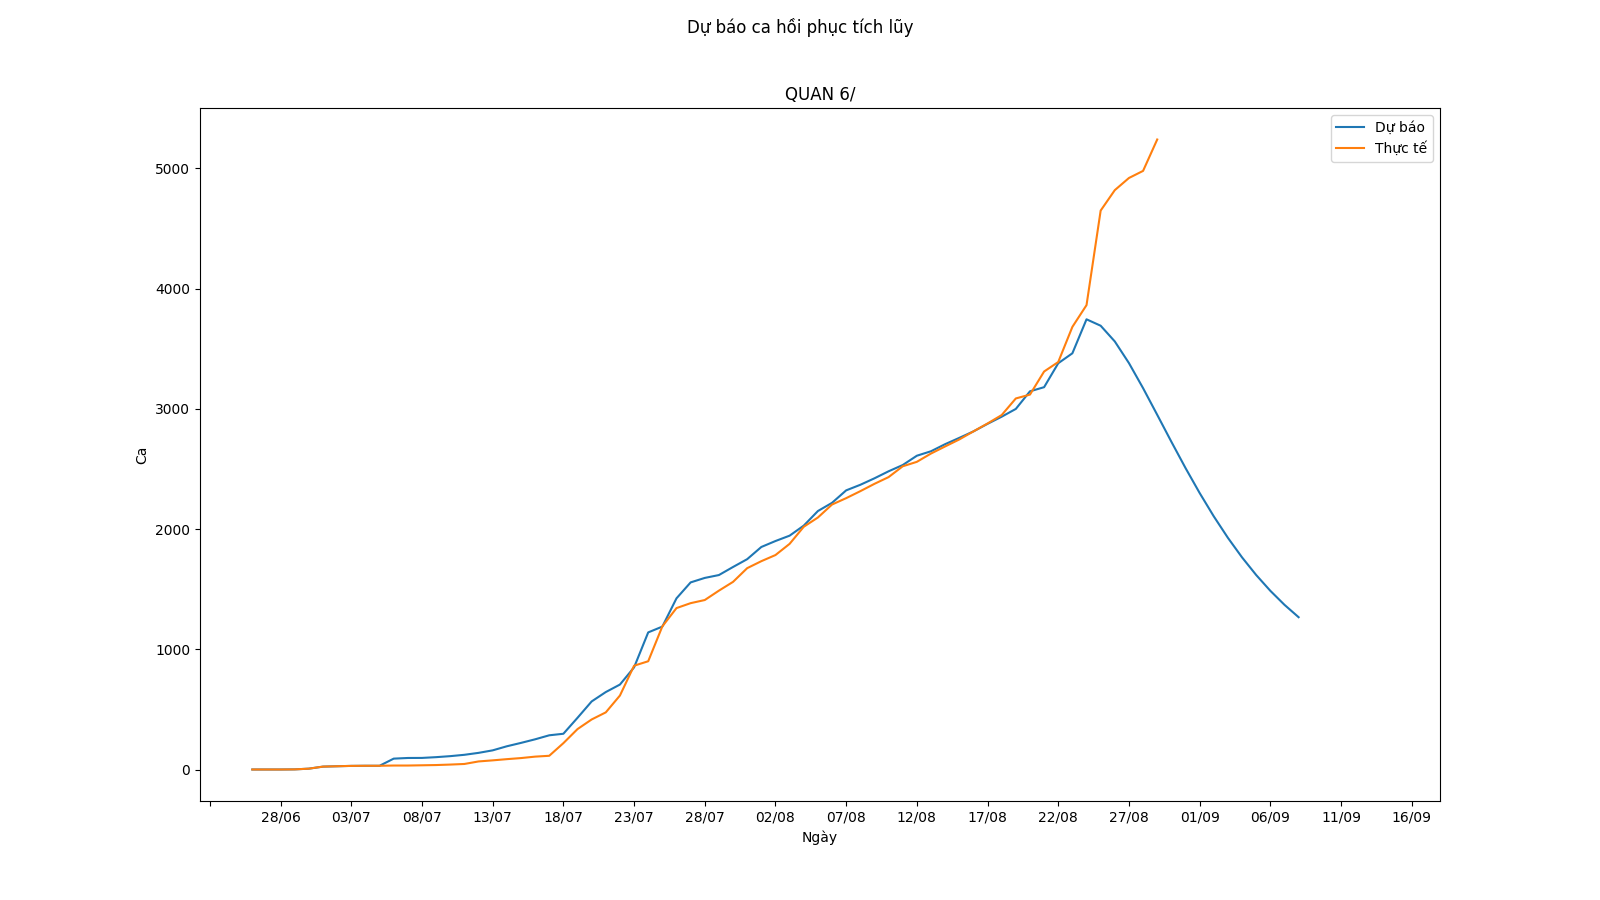 Dự báo ca hồi phục tích lũy
QUAN 6/
Dự báo
Thực tế
5000
4000
3000
2000
1000
0
Ca
28/06 03/07 08/07 13/07 18/07 23/07 28/07 02/08 07/08 12/08 17/08 22/08 27/08 01/09 06/09 11/09 16/09
Ngày